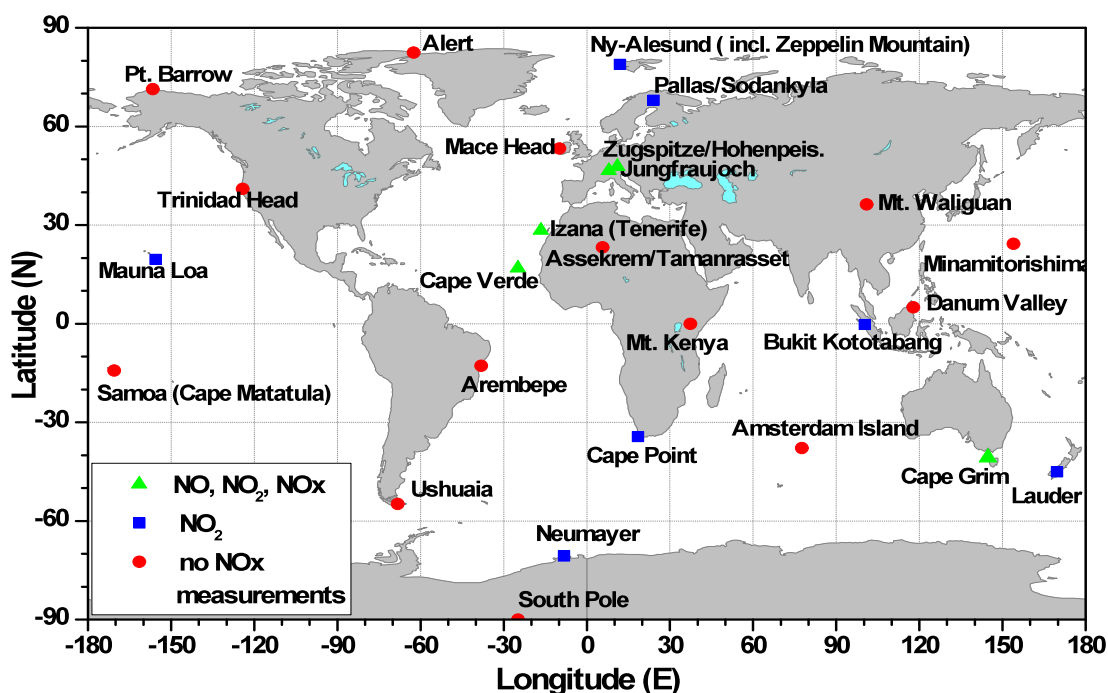 90
60
30
0
-30
-60
-90
Latitude (N)
Alert
Ny-Alesund ( incl. Zeppelin Mountain)
Pt. Barrow
Pallas/Sodankyla
Mace Head
Zugspitze/Hohenpeis.
Jungfraujoch
Trinidad Head
Mt. Waliguan
Izana (Tenerife)
Assekrem/Tamanrasset
Mauna Loa
Cape Verde
Minamitorishima
Danum Valley
Mt. Kenya
Bukit Kototabang
Samoa (Cape Matatula)
Arembepe
Amsterdam Island
Cape Point
Cape Grim
Lauder
Ushuaia
Neumayer
South Pole
NO, NO₂, NOx
NO₂
no NOx
measurements
-180 -150 -120 -90 -60 -30 0 30 60 90 120 150 180
Longitude (E)